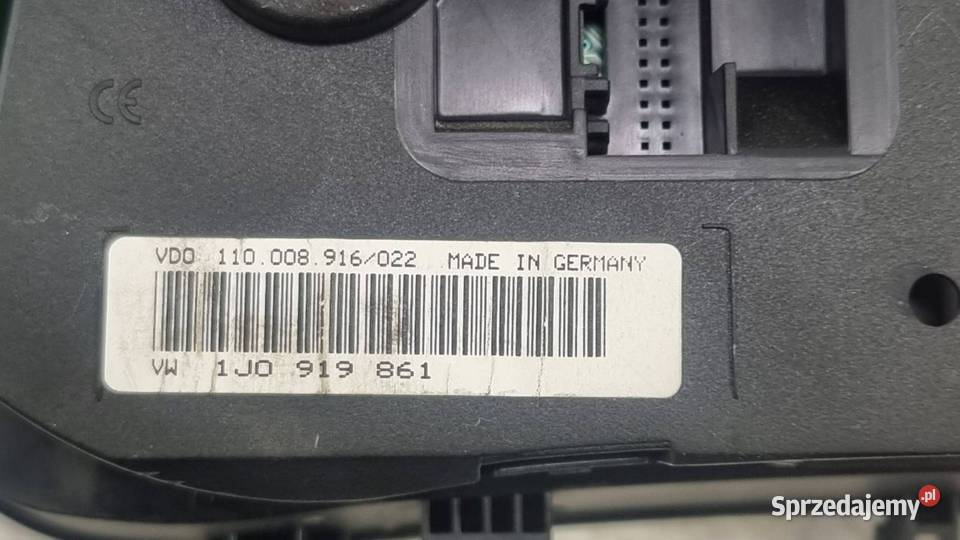 CE
VDO 110.008.916/022 MADE IN GERMANY
VW 1J0 919 861
Sprzedajemy.pl